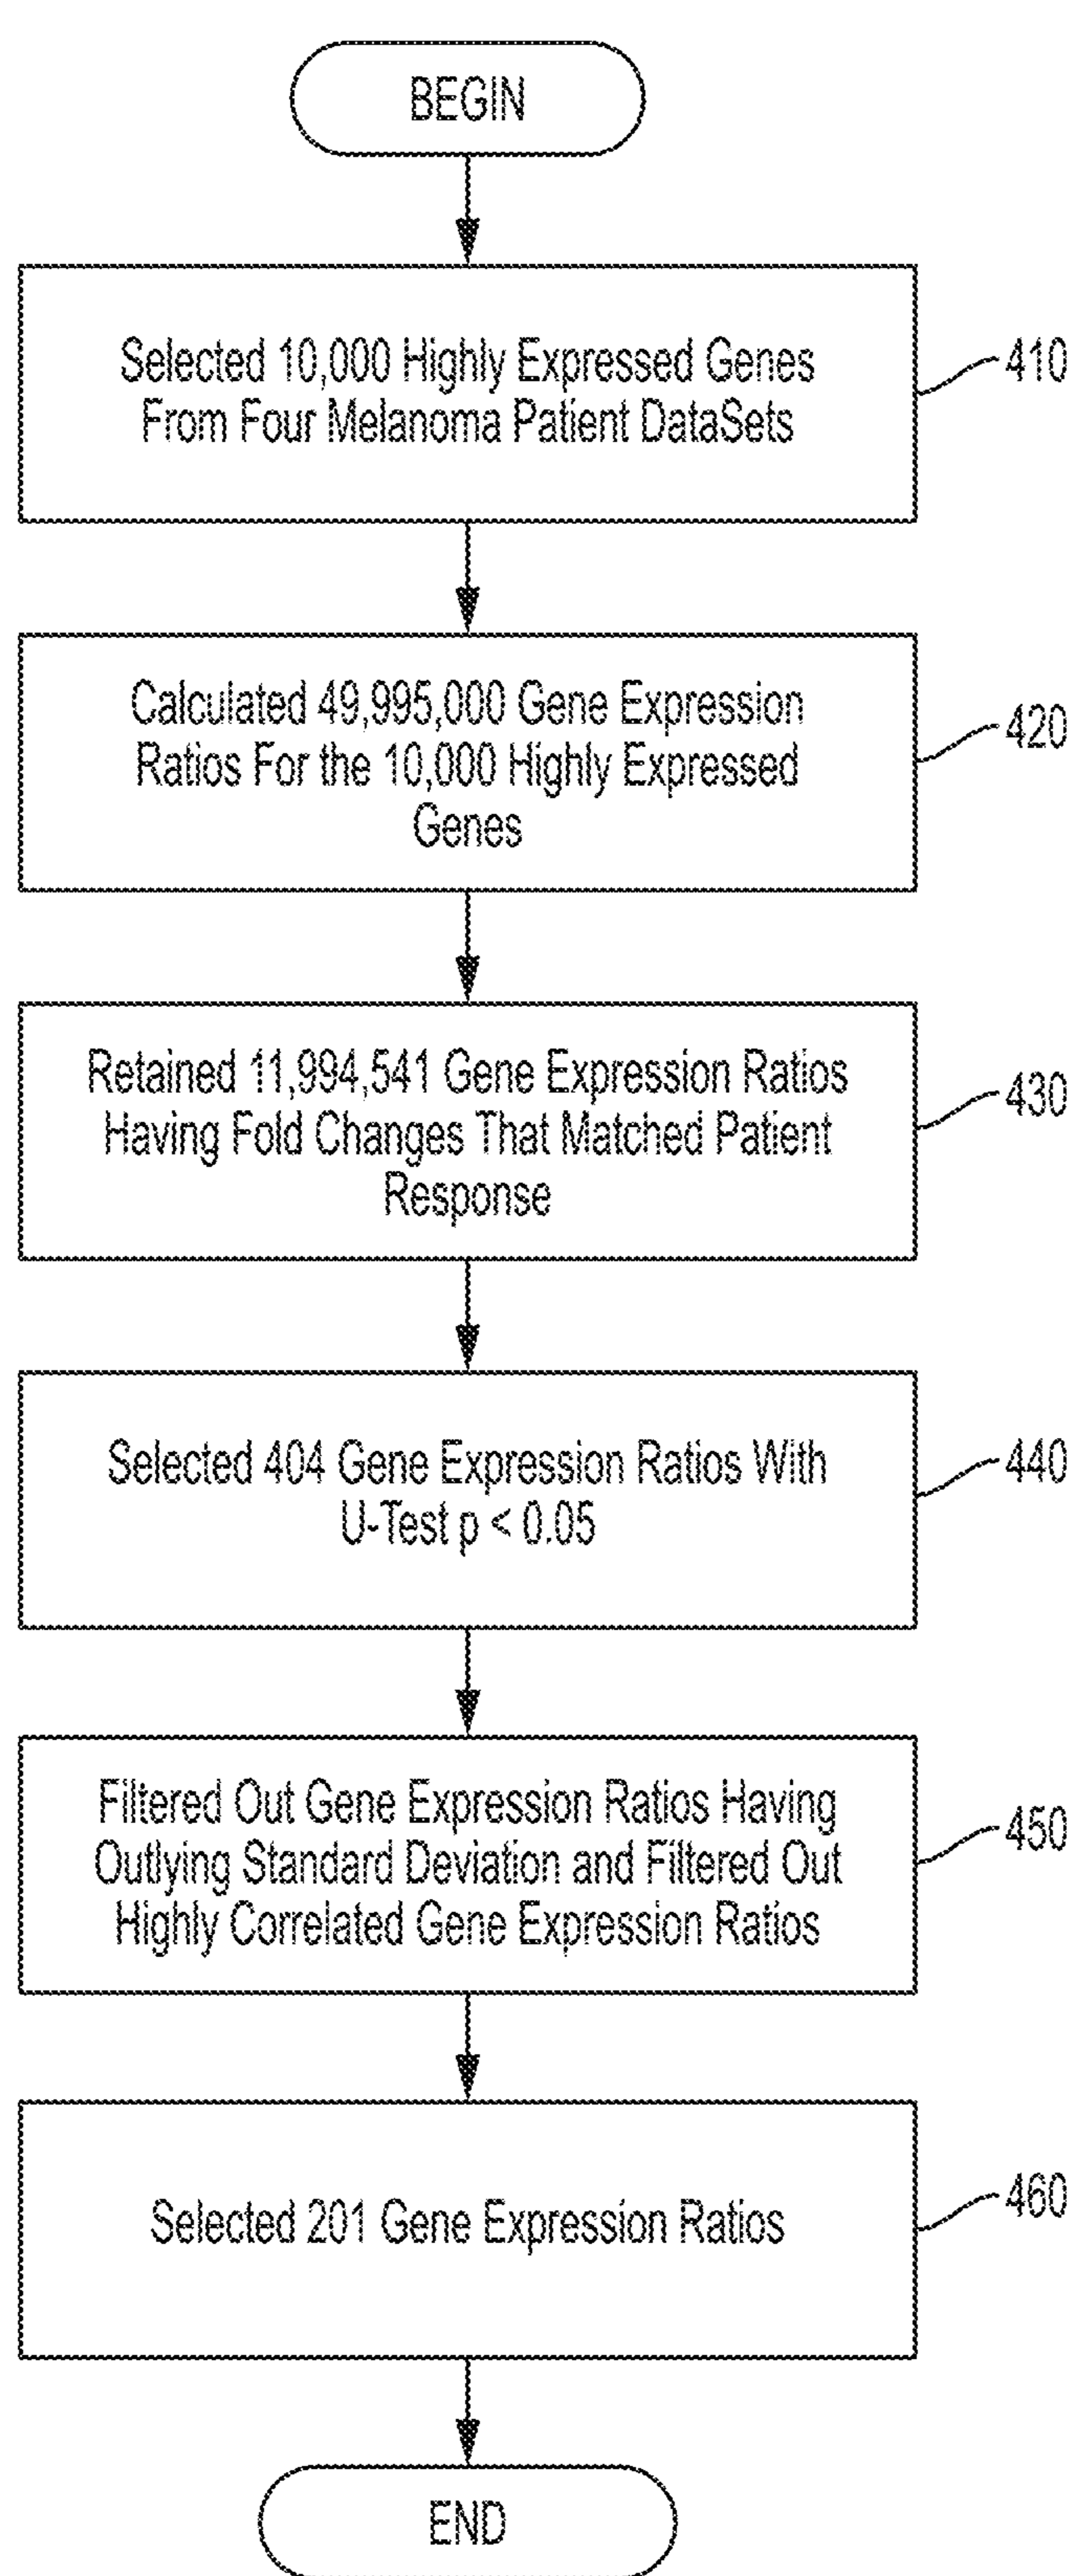 BEGIN
Selected 10,000 Highly Expressed Genes
From Four Melanoma Patient DataSets
410
Calculated 49,995,000 Gene Expression
Ratios For the 10,000 Highly Expressed
Genes
420
Retained 11,994,541 Gene Expression Ratios
Having Fold Changes That Matched Patient
Response
430
Selected 404 Gene Expression Ratios With
U-Test p < 0.05
440
Filtered Out Gene Expression Ratios Having
Outlying Standard Deviation and Filtered Out
Highly Correlated Gene Expression Ratios
450
Selected 201 Gene Expression Ratios
460
END